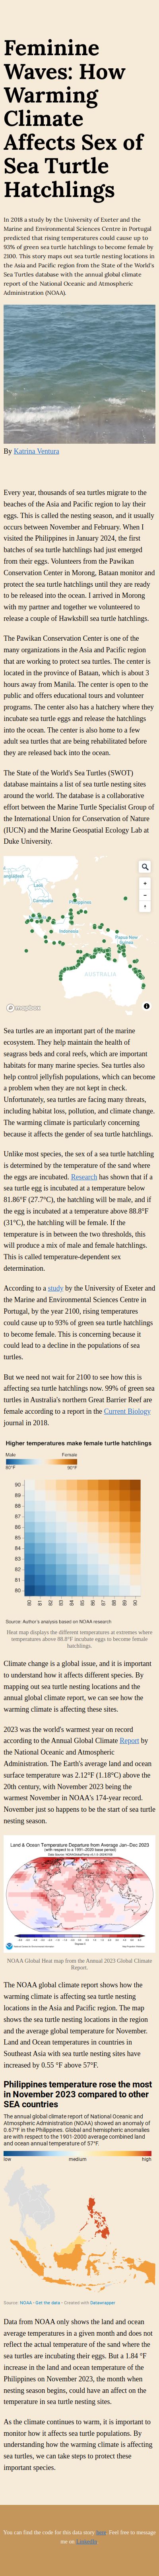 Feminine
Waves: How
Warming
Climate
Affects Sex of
Sea Turtle
Hatchlings
In 2018 a study by the University of Exeter and the
Marine and Environmental Sciences Centre in Portugal
predicted that rising temperatures could cause up to
93% of green sea turtle hatchlings to become female by
2100. This story maps out sea turtle nesting locations in
the Asia and Pacific region from the State of the World's
Sea Turtles database with the annual global climate
report of the National Oceanic and Atmospheric
Administration (NOAA).
By Katrina Ventura
Every year, thousands of sea turtles migrate to the
shores of the Asia and Pacific region to lay their
eggs. This is called the nesting season, and it usually
occurs between November and February. When I
visited the Philippines in January 2024, the first
batches of sea turtle hatchlings had just emerged
from their eggs. Volunteers from the Pawikan
Conservation Center in Morong, Bataan monitor and
protect the sea turtle hatchlings until they are ready
to be released into the ocean. I arrived in Morong
with my partner and together we volunteered to
release a couple of Hawksbill sea turtle hatchlings.
The Pawikan Conservation Center is one of the
many organizations in the Asia and Pacific region
that are working to protect sea turtles. The center is
located in the province of Bataan, which is about 3
hours away from Manila. The center is open to the
public and offers educational tours and volunteer
programs. The center also has a hatchery where they
incubate sea turtle eggs and release the hatchlings
into the ocean. The center is also home to a few
adult sea turtles that are being rehabilitated before
they are released back into the ocean.
The State of the World's Sea Turtles (SWOT)
database maintains a list of sea turtle nesting sites
around the world. The database is a collaborative
effort between the Marine Turtle Specialist Group of
the International Union for Conservation of Nature
(IUCN) and the Marine Geospatial Ecology Lab at
Duke University.
Laos
Cambodia
Philippines
Indonesia
Papua New
Guinea
AUSTRALIA
mapbox
Sea turtles are an important part of the marine
ecosystem. They help maintain the health of
seagrass beds and coral reefs, which are important
habitats for many marine species. Sea turtles also
help control jellyfish populations, which can become
a problem when they are not kept in check.
Unfortunately, sea turtles are facing many threats,
including habitat loss, pollution, and climate change.
The warming climate is particularly concerning
because it affects the gender of sea turtle hatchlings.
Unlike most species, the sex of a sea turtle hatchling
is determined by the temperature of the sand where
the eggs are incubated. Research has shown that if a
sea turtle egg is incubated at a temperature below
81.86°F (27.7°C), the hatchling will be male, and if
the egg is incubated at a temperature above 88.8°F
(31°C), the hatchling will be female. If the
temperature is in between the two thresholds, this
will produce a mix of male and female hatchlings.
This is called temperature-dependent sex
determination.
According to a study by the University of Exeter and
the Marine and Environmental Sciences Centre in
Portugal, by the year 2100, rising temperatures
could cause up to 93% of green sea turtle hatchlings
to become female. This is concerning because it
could lead to a decline in the populations of sea
turtles.
But we need not wait for 2100 to see how this is
affecting sea turtle hatchlings now. 99% of green sea
turtles in Australia's northern Great Barrier Reef are
female according to a report in the Current Biology
journal in 2018.
Higher temperatures make female turtle hatchlings
Male Female
80°F 90°F
90
89
88
87
86
85
84
83
82
81
80
80 81 82 83 84 85 86 87 88 89 90
Source: Author's analysis based on NOAA research
Heat map displays the different temperatures at extremes where
temperatures above 88.8°F incubate eggs to become female
hatchlings.
Climate change is a global issue, and it is important
to understand how it affects different species. By
mapping out sea turtle nesting locations and the
annual global climate report, we can see how the
warming climate is affecting these sites.
2023 was the world's warmest year on record
according to the Annual Global Climate Report by
the National Oceanic and Atmospheric
Administration. The Earth's average land and ocean
surface temperature was 2.12°F (1.18°C) above the
20th century, with November 2023 being the
warmest November in NOAA's 174-year record.
November just so happens to be the start of sea turtle
nesting season.
Land & Ocean Temperature Departure from Average Jan–Dec 2023
(with respect to a 1991–2020 base period)
NOAA Global Heat map from the Annual 2023 Global Climate
Report.
The NOAA global climate report shows how the
warming climate is affecting sea turtle nesting
locations in the Asia and Pacific region. The map
shows the sea turtle nesting locations in the region
and the average global temperature for November.
Land and Ocean temperatures in countries in
Southeast Asia with sea turtle nesting sites have
increased by 0.55 °F above 57°F.
Philippines temperature rose the most
in November 2023 compared to other
SEA countries
The annual global climate report of National Oceanic and
Atmospheric Administration (NOAA) showed an anomaly of
0.67°F in the Philippines. Global and hemispheric anomalies
are with respect to the 1901-2000 average combined land
and ocean annual temperature of 57°F.
low medium high
Source: NOAA · Get the data · Created with Datawrapper
Data from NOAA only shows the land and ocean
average temperatures in a given month and does not
reflect the actual temperature of the sand where the
sea turtles are incubating their eggs. But a 1.84 °F
increase in the land and ocean temperature of the
Philippines on November 2023, the month when
nesting season begins, could have an affect on the
temperature in sea turtle nesting sites.
As the climate continues to warm, it is important to
monitor how it affects sea turtle populations. By
understanding how the warming climate is affecting
sea turtles, we can take steps to protect these
important species.
You can find the code for this data story here. Feel free to message
me on LinkedIn.